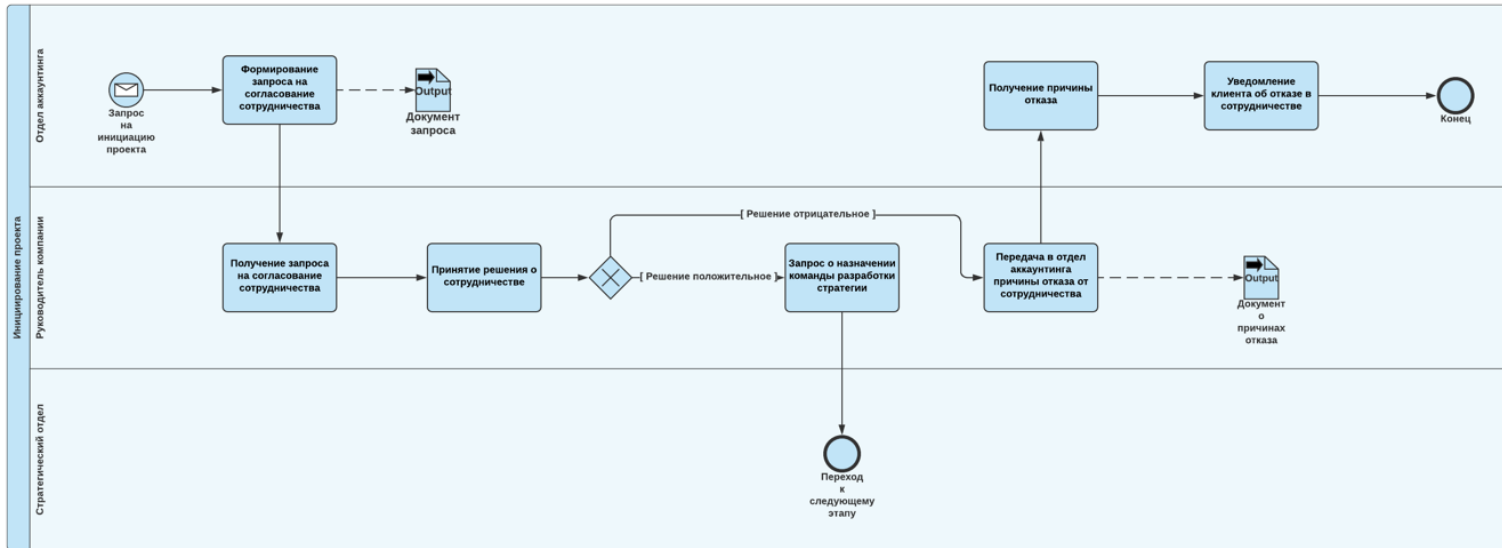 Инициирование проекта
Отдел аккаунтинга
Запрос
на
инициацию
проекта
Формирование
запроса на
согласование
сотрудничества
Output
Документ
запроса
Получение причины
отказа
Уведомление
клиента об отказе в
сотрудничестве
Конец
Руководитель компании
Получение запроса
на согласование
сотрудничества
Принятие решения о
сотрудничестве
[ Решение отрицательное ]
[ Решение положительное ]
Запрос о назначении
команды разработки
стратегии
Передача в отдел
аккаунтинга
причины отказа от
сотрудничества
Output
Документ
о
причинах
отказа
Стратегический отдел
Переход
к
следующему
этапу